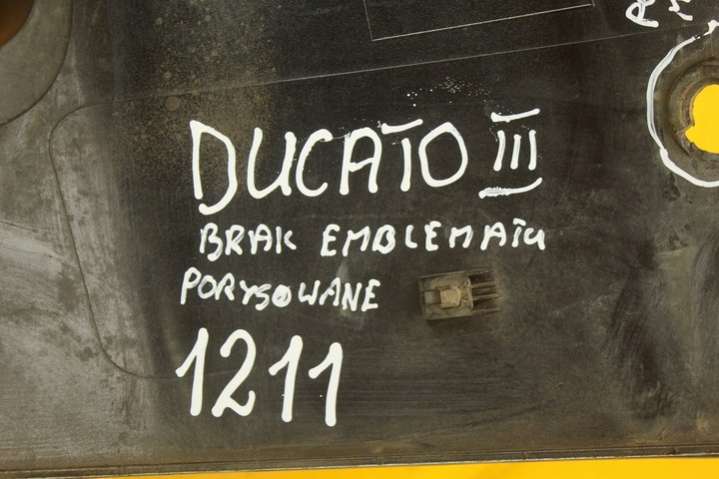 DUCATO III
BRAK EMBLEMATU
PORYSOWANE
1211